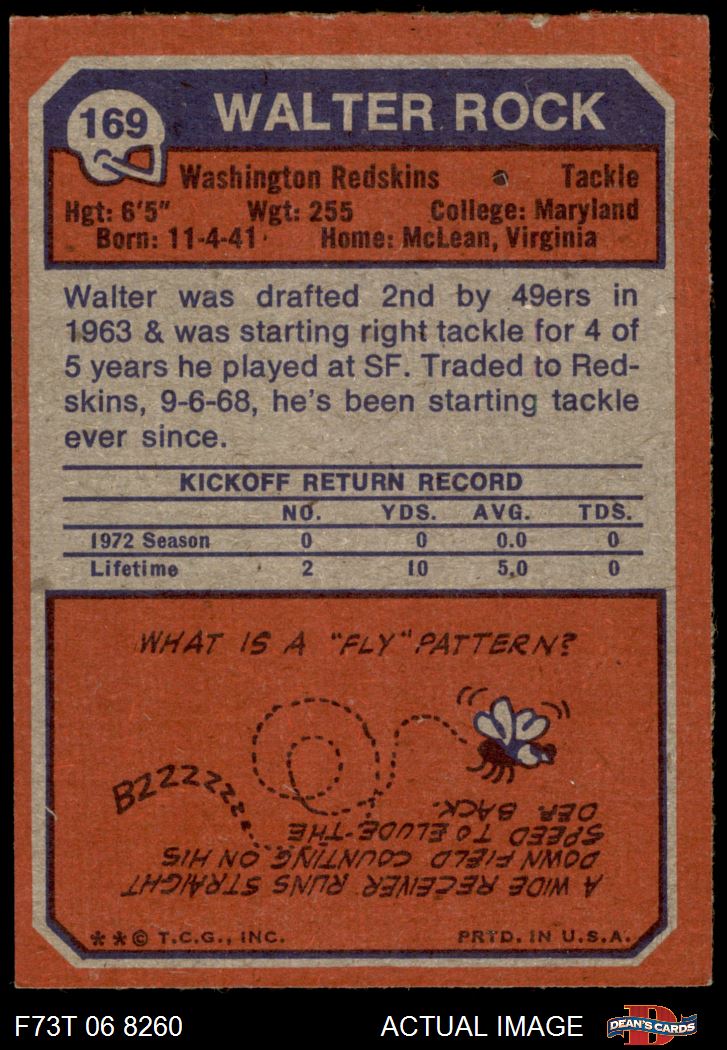 169
WALTER ROCK
Washington Redskins • Tackle
Hgt: 6'5" Wgt: 255 College: Maryland
Born: 11-4-41 Home: McLean, Virginia
Walter was drafted 2nd by 49ers in
1963 & was starting right tackle for 4 of
5 years he played at SF. Traded to Red-
skins, 9-6-68, he's been starting tackle
ever since.
KICKOFF RETURN RECORD
NO. YDS. AVG. TDS.
1972 Season 0 0 0.0 0
Lifetime 2 10 5.0 0
WHAT IS A "FLY" PATTERN?
BZZZZZZZ
A WIDE RECEIVER RUNS STRAIGHT
DOWN FIELD COUNTING ON HIS
SPEED TO ELUDE THE
DEF. BACK.
**© T.C.G., INC. PRTD. IN U.S.A.
F73T 06 8260 ACTUAL IMAGE DEAN'S CARDS